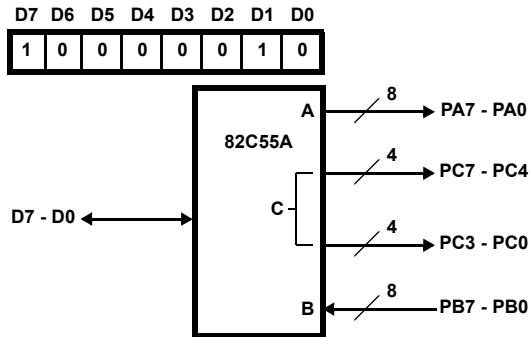 D7 D6 D5 D4 D3 D2 D1 D0
1 0 0 0 0 0 1 0
8
A
PA7 - PA0
82C55A
4
PC7 - PC4
C
D7 - D0
4
PC3 - PC0
8
B
PB7 - PB0